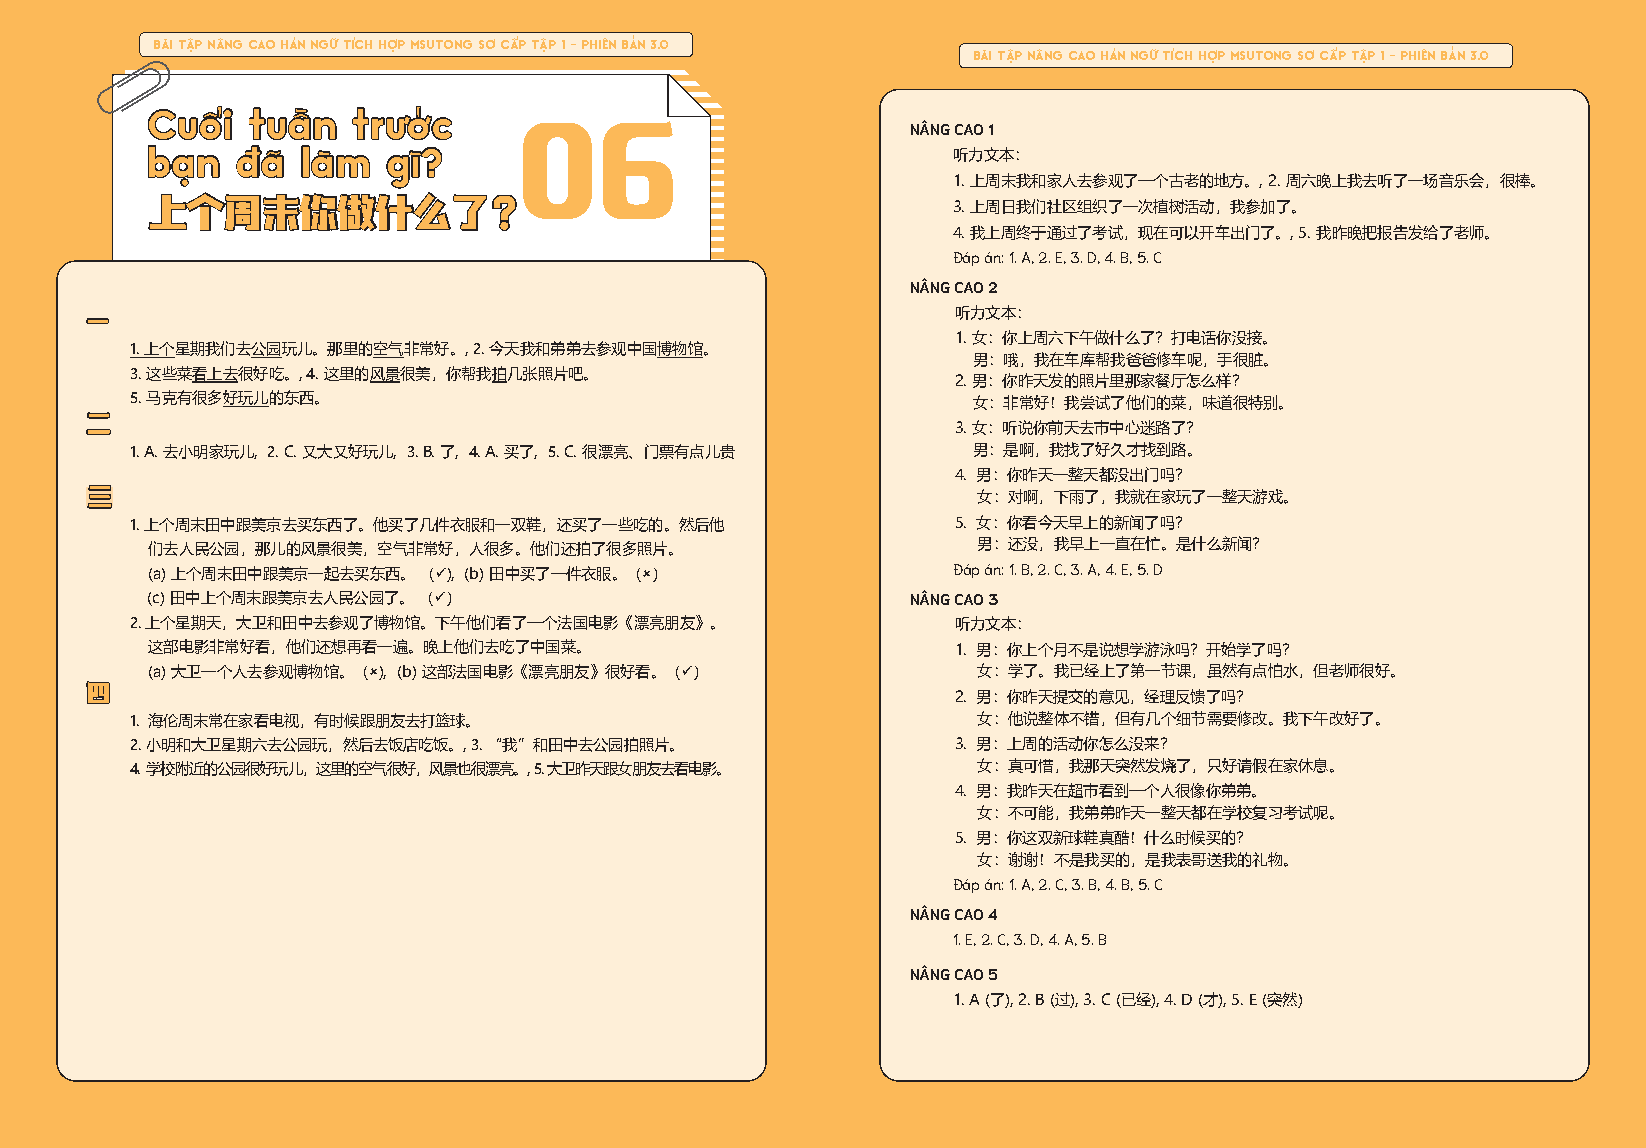 BÀI TẬP NÂNG CAO HÁN NGỮ TÍCH HỢP MSUTONG SƠ CẤP TẬP 1 - PHIÊN BẢN 3.0
Cuối tuần trước
bạn đã làm gì?
上个周末你做什么了？
06
一
1. 上个星期我们去公园玩儿。那里的空气非常好。, 2. 今天我和弟弟去参观中国博物馆。
3. 这些菜看上去很好吃。, 4. 这里的风景很美，你帮我拍几张照片吧。
5. 马克有很多好玩儿的东西。
二
1. A. 去小明家玩儿, 2. C. 又大又好玩儿, 3. B. 了, 4. A. 买了, 5. C. 很漂亮、门票有点儿贵
三
1. 上个周末田中跟美京去买东西了。他买了几件衣服和一双鞋，还买了一些吃的。然后他
们去人民公园，那儿的风景很美，空气非常好，人很多。他们还拍了很多照片。
(a) 上个周末田中跟美京一起去买东西。 (✓), (b) 田中买了一件衣服。 (×)
(c) 田中上个周末跟美京去人民公园了。 (✓)
2. 上个星期天，大卫和田中去参观了博物馆。下午他们看了一个法国电影《漂亮朋友》。
这部电影非常好看，他们还想再看一遍。晚上他们去吃了中国菜。
(a) 大卫一个人去参观博物馆。 (×), (b) 这部法国电影《漂亮朋友》很好看。 (✓)
四
1. 海伦周末常在家看电视，有时候跟朋友去打篮球。
2. 小明和大卫星期六去公园玩，然后去饭店吃饭。, 3. “我”和田中去公园拍照片。
4. 学校附近的公园很好玩儿，这里的空气很好，风景也很漂亮。, 5. 大卫昨天跟女朋友去看电影。
BÀI TẬP NÂNG CAO HÁN NGỮ TÍCH HỢP MSUTONG SƠ CẤP TẬP 1 - PHIÊN BẢN 3.0
NÂNG CAO 1
听力文本：
1. 上周末我和家人去参观了一个古老的地方。, 2. 周六晚上我去听了一场音乐会，很棒。
3. 上周日我们社区组织了一次植树活动，我参加了。
4. 我上周终于通过了考试，现在可以开车出门了。, 5. 我昨晚把报告发给了老师。
Đáp án: 1. A, 2. E, 3. D, 4. B, 5. C
NÂNG CAO 2
听力文本：
1. 女：你上周六下午做什么了？打电话你没接。
男：哦，我在车库帮我爸爸修车呢，手很脏。
2. 男：你昨天发的照片里那家餐厅怎么样？
女：非常好！我尝试了他们的菜，味道很特别。
3. 女：听说你前天去市中心迷路了？
男：是啊，我找了好久才找到路。
4. 男：你昨天一整天都没出门吗？
女：对啊，下雨了，我就在家玩了一整天游戏。
5. 女：你看今天早上的新闻了吗？
男：还没，我早上一直在忙。是什么新闻？
Đáp án: 1. B, 2. C, 3. A, 4. E, 5. D
NÂNG CAO 3
听力文本：
1. 男：你上个月不是说想学游泳吗？开始学了吗？
女：学了。我已经上了第一节课，虽然有点怕水，但老师很好。
2. 男：你昨天提交的意见，经理反馈了吗？
女：他说整体不错，但有几个细节需要修改。我下午改好了。
3. 男：上周的活动你怎么没来？
女：真可惜，我那天突然发烧了，只好请假在家休息。
4. 男：我昨天在超市看到一个人很像你弟弟。
女：不可能，我弟弟昨天一整天都在学校复习考试呢。
5. 男：你这双新球鞋真酷！什么时候买的？
女：谢谢！不是我买的，是我表哥送我的礼物。
Đáp án: 1. A, 2. C, 3. B, 4. B, 5. C
NÂNG CAO 4
1. E, 2. C, 3. D, 4. A, 5. B
NÂNG CAO 5
1. A (了), 2. B (过), 3. C (已经), 4. D (才), 5. E (突然)